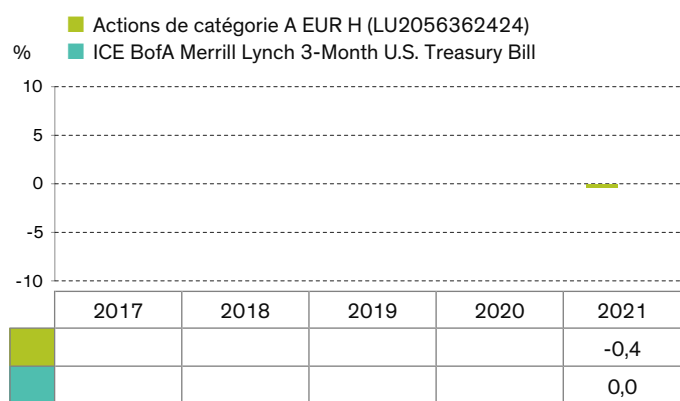 Actions de catégorie A EUR H (LU2056362424)
% ICE BofA Merrill Lynch 3-Month U.S. Treasury Bill
10
5
0
-5
-10
2017 2018 2019 2020 2021
-0,4
0,0